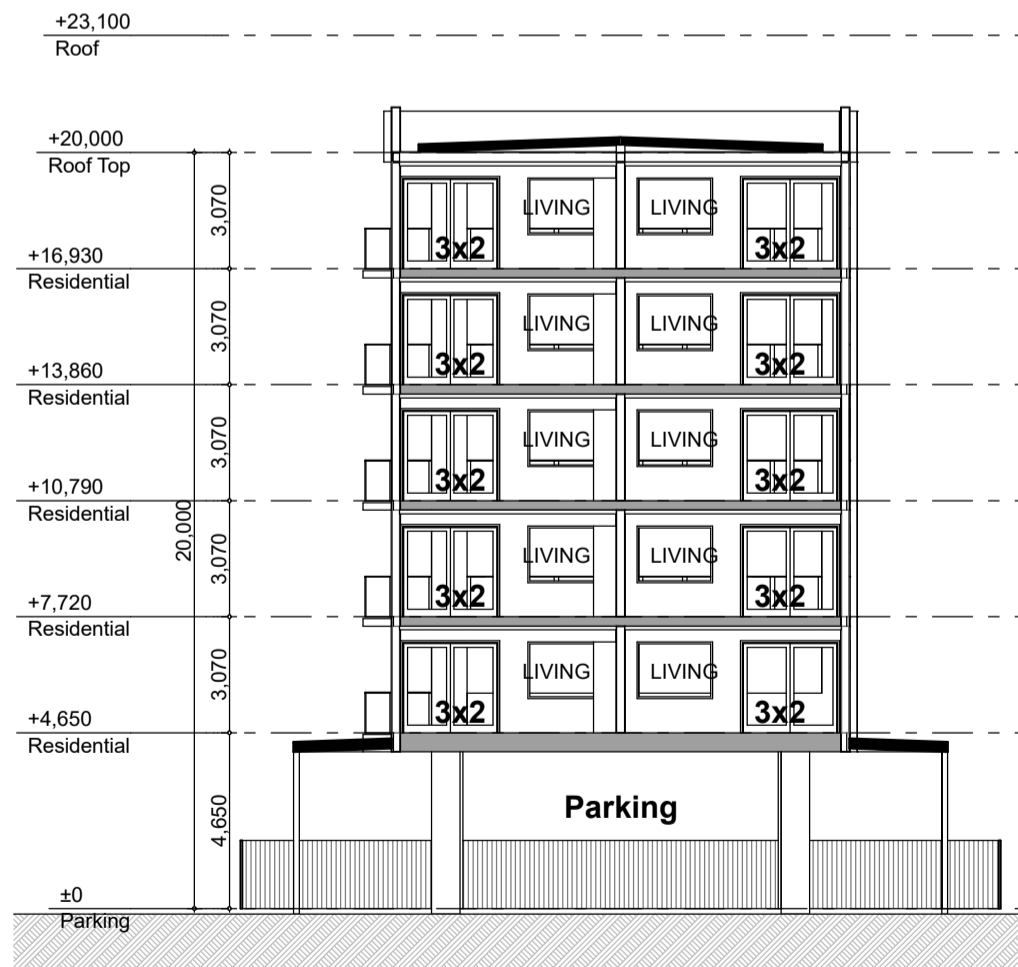 +23,100
Roof
+20,000
Roof Top
3,070
LIVING LIVING
3x2 3x2
+16,930
Residential
3,070
LIVING LIVING
3x2 3x2
+13,860
Residential
3,070
LIVING LIVING
3x2 3x2
+10,790
Residential
20,000
3,070
LIVING LIVING
3x2 3x2
+7,720
Residential
3,070
LIVING LIVING
3x2 3x2
+4,650
Residential
4,650
Parking
±0
Parking